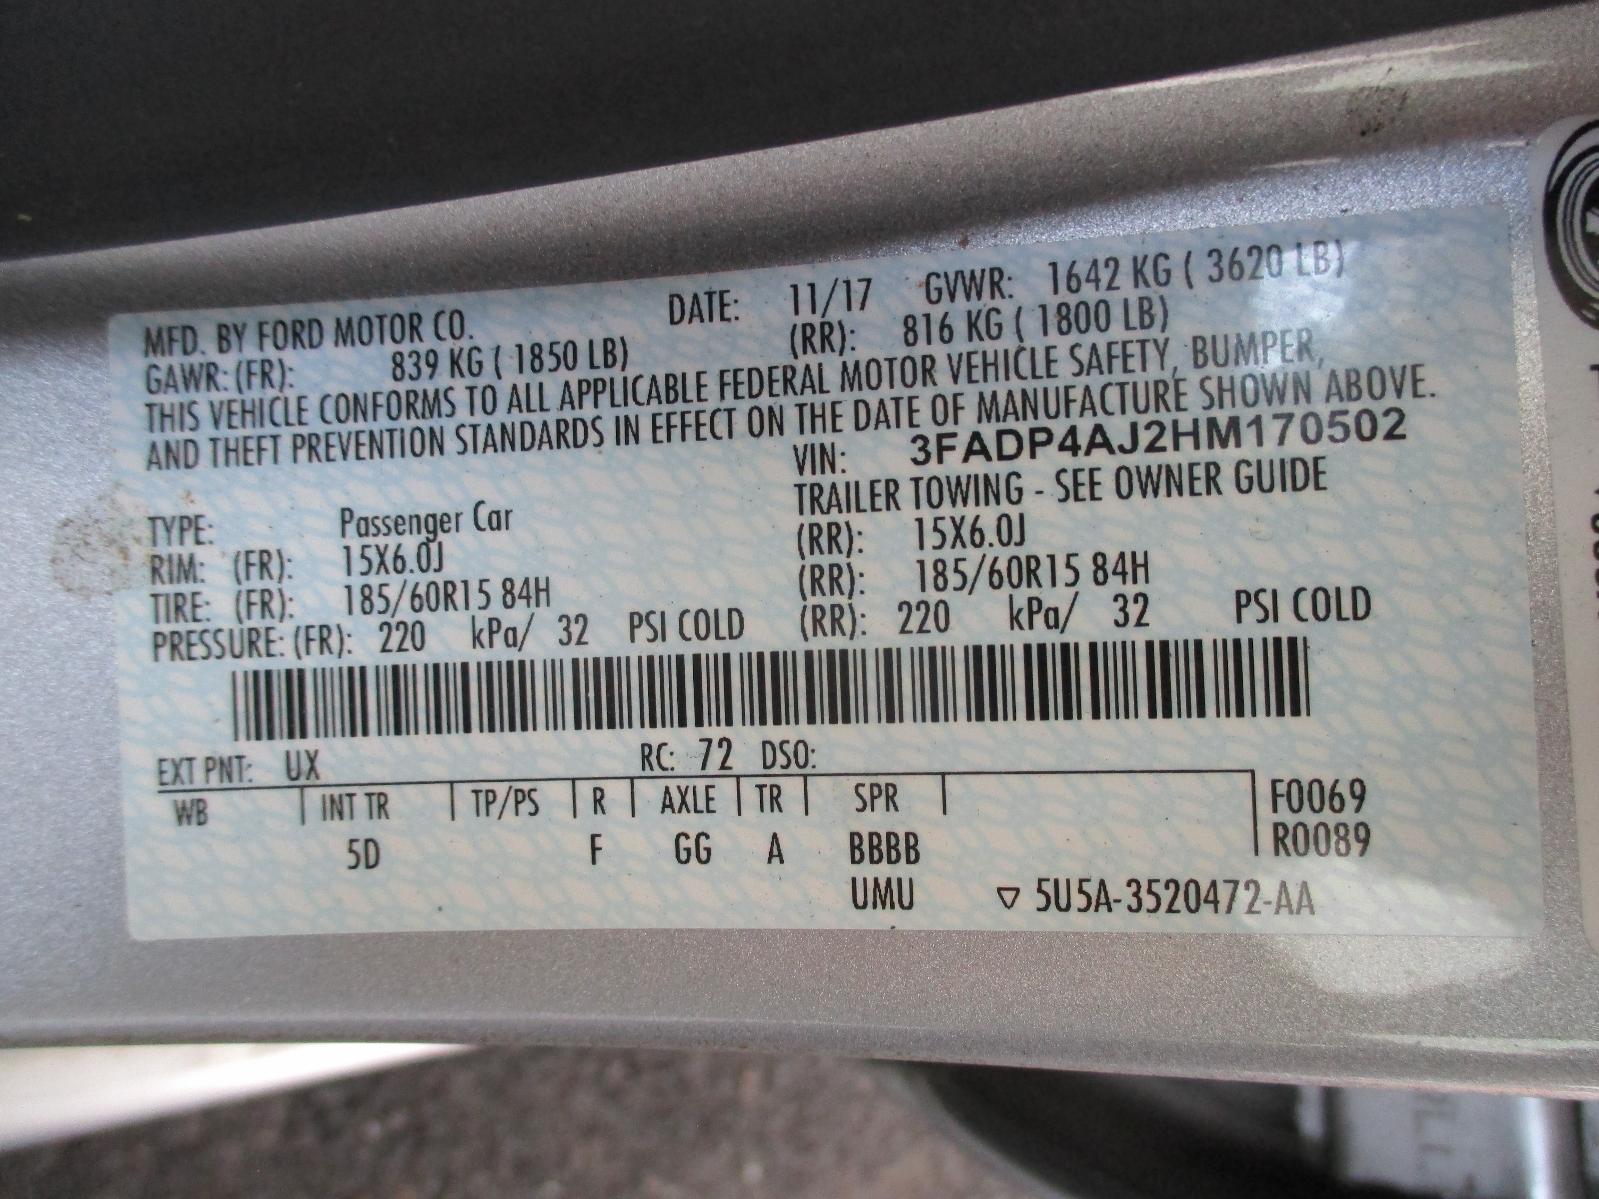 MFD. BY FORD MOTOR CO. DATE: 11/17 GVWR: 1642 KG ( 3620 LB)
GAWR: (FR): 839 KG ( 1850 LB) (RR): 816 KG ( 1800 LB)
THIS VEHICLE CONFORMS TO ALL APPLICABLE FEDERAL MOTOR VEHICLE SAFETY, BUMPER,
AND THEFT PREVENTION STANDARDS IN EFFECT ON THE DATE OF MANUFACTURE SHOWN ABOVE.
VIN: 3FADP4AJ2HM170502
TYPE: Passenger Car TRAILER TOWING - SEE OWNER GUIDE
RIM: (FR): 15X6.0J (RR): 15X6.0J
TIRE: (FR): 185/60R15 84H (RR): 185/60R15 84H
PRESSURE: (FR): 220 kPa/ 32 PSI COLD (RR): 220 kPa/ 32 PSI COLD
EXT PNT: UX RC: 72 DSO:
WB INT TR TP/PS R AXLE TR SPR F0069
5D F GG A BBBB R0089
UMU ▽ 5U5A-3520472-AA